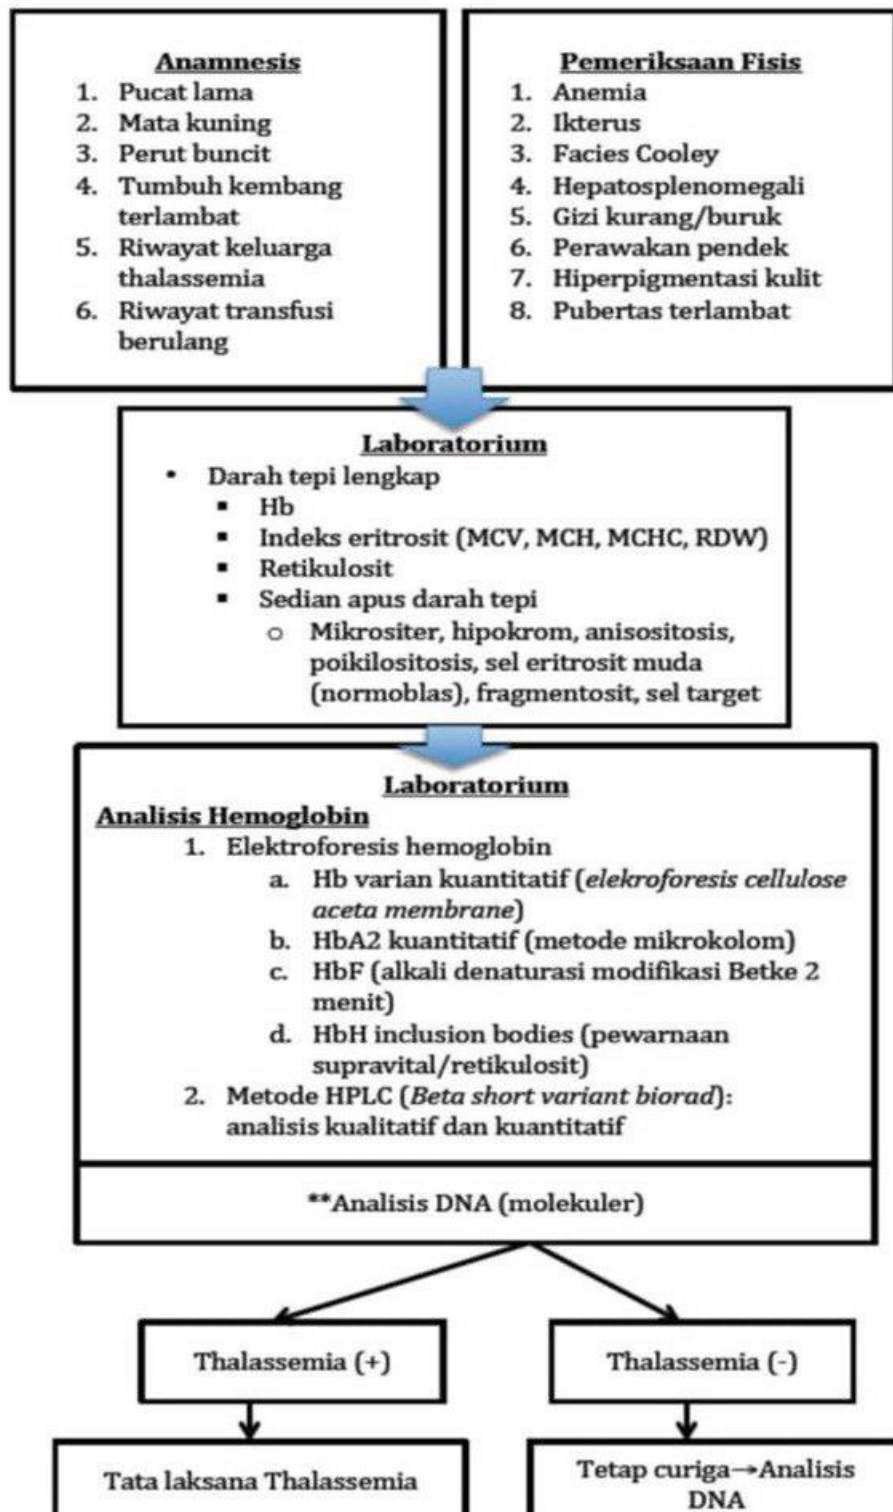 Anamnesis
1. Pucat lama
2. Mata kuning
3. Perut buncit
4. Tumbuh kembang
terlambat
5. Riwayat keluarga
thalassemia
6. Riwayat transfusi
berulang
Pemeriksaan Fisis
1. Anemia
2. Ikterus
3. Facies Cooley
4. Hepatosplenomegali
5. Gizi kurang/buruk
6. Perawakan pendek
7. Hiperpigmentasi kulit
8. Pubertas terlambat
Laboratorium
• Darah tepi lengkap
▪ Hb
▪ Indeks eritrosit (MCV, MCH, MCHC, RDW)
▪ Retikulosit
▪ Sedian apus darah tepi
o Mikrositer, hipokrom, anisositosis,
poikilositosis, sel eritrosit muda
(normoblas), fragmentosit, sel target
Laboratorium
Analisis Hemoglobin
1. Elektroforesis hemoglobin
a. Hb varian kuantitatif (elekroforesis cellulose
aceta membrane)
b. HbA2 kuantitatif (metode mikrokolom)
c. HbF (alkali denaturasi modifikasi Betke 2
menit)
d. HbH inclusion bodies (pewarnaan
supravital/retikulosit)
2. Metode HPLC (Beta short variant biorad):
analisis kualitatif dan kuantitatif
**Analisis DNA (molekuler)
Thalassemia (+)
Thalassemia (-)
Tata laksana Thalassemia
Tetap curiga→Analisis
DNA